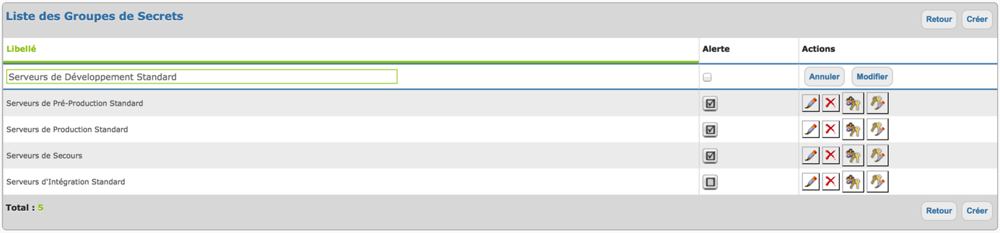 Liste des Groupes de Secrets
Retour Créer
Libellé Alerte Actions
Serveurs de Développement Standard Annuler Modifier
Serveurs de Pré-Production Standard
Serveurs de Production Standard
Serveurs de Secours
Serveurs d'Intégration Standard
Total : 5
Retour Créer